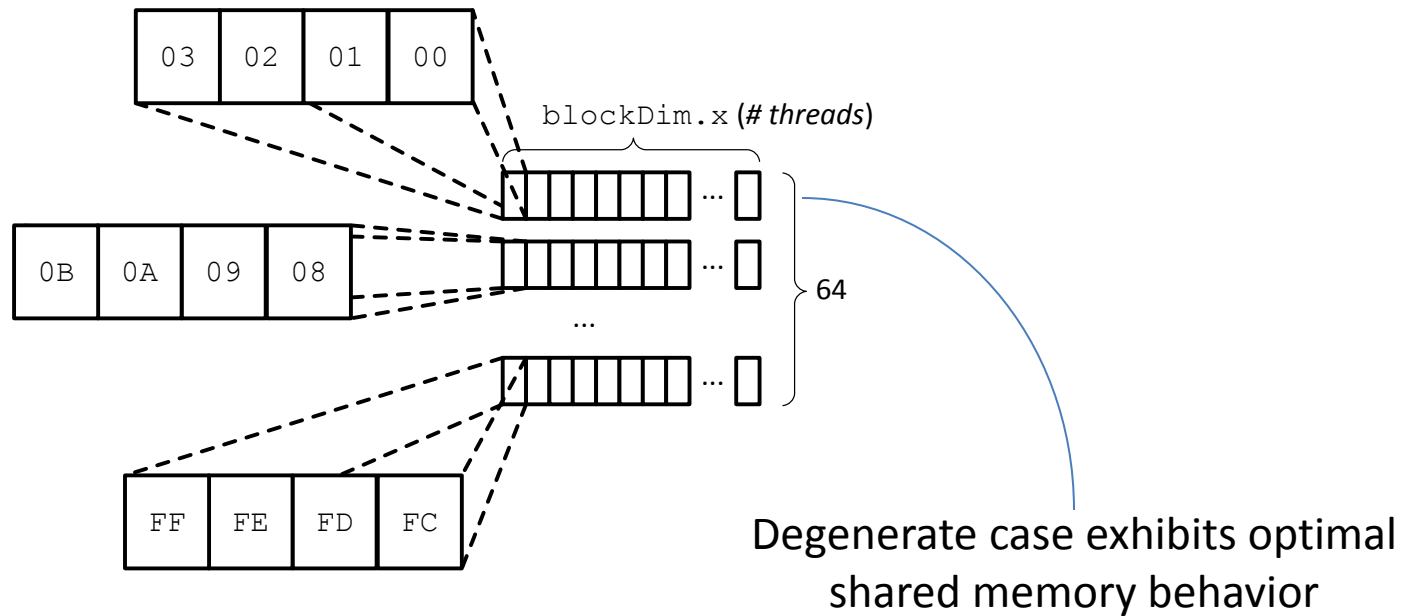 03 02 01 00
blockDim.x (# threads)
...
0B 0A 09 08
...
64
...
...
FF FE FD FC
Degenerate case exhibits optimal
shared memory behavior